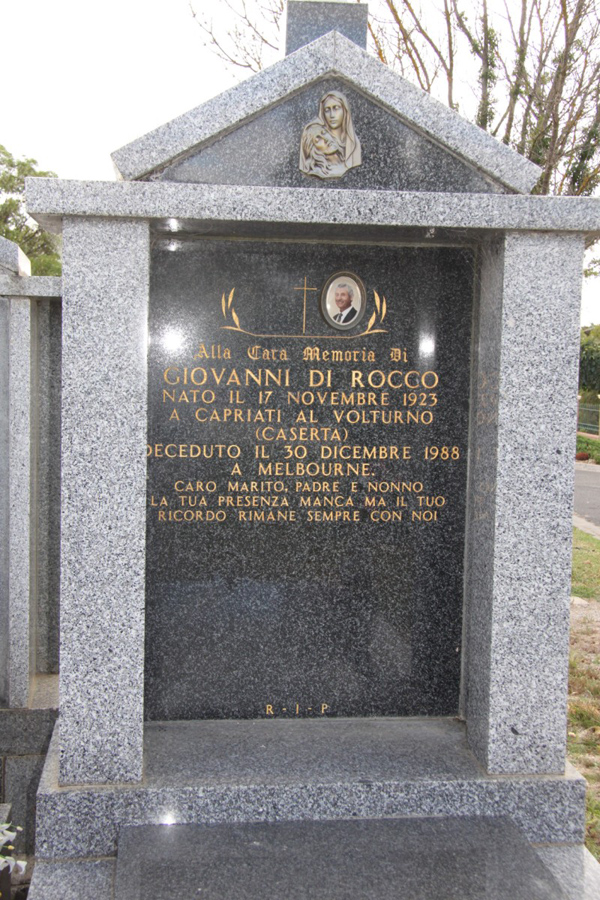 Alla Cara Memoria Di
GIOVANNI DI ROCCO
NATO IL 17 NOVEMBRE 1923
A CAPRIATI AL VOLTURNO
(CASERTA)
DECEDUTO IL 30 DICEMBRE 1988
A MELBOURNE.
CARO MARITO, PADRE E NONNO
LA TUA PRESENZA MANCA MA IL TUO
RICORDO RIMANE SEMPRE CON NOI
R - I - P